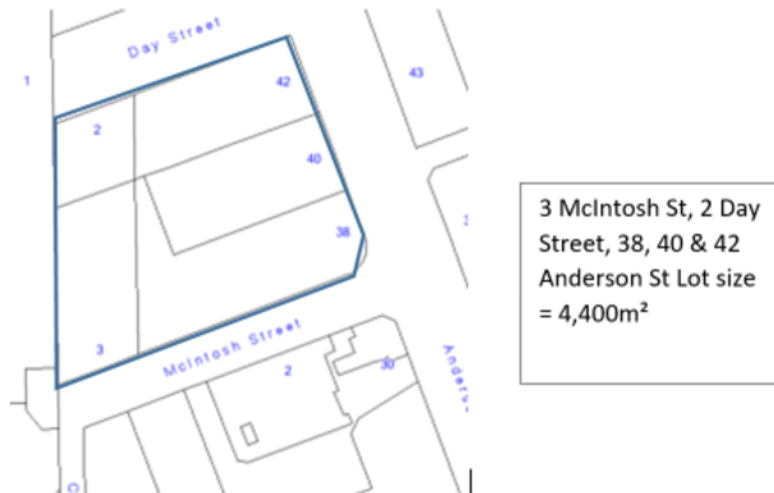 Day Street
1
43
42
2
40
38
3
McIntosh Street
2
30
3 McIntosh St, 2 Day
Street, 38, 40 & 42
Anderson St Lot size
= 4,400m²